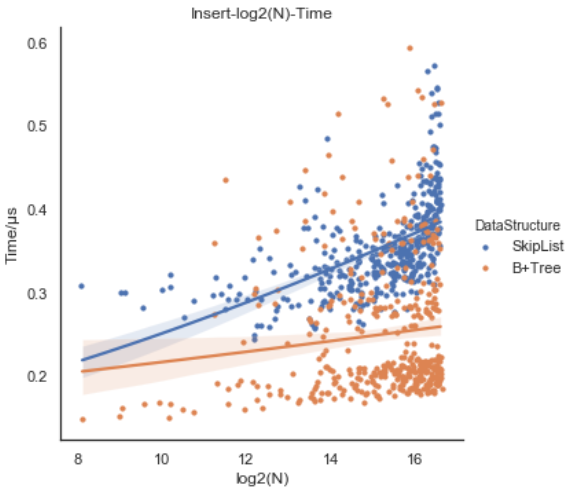 Insert-log2(N)-Time
0.6
0.5
0.4
0.3
0.2
Time/µs
8 10 12 14 16
log2(N)
DataStructure
SkipList
B+Tree